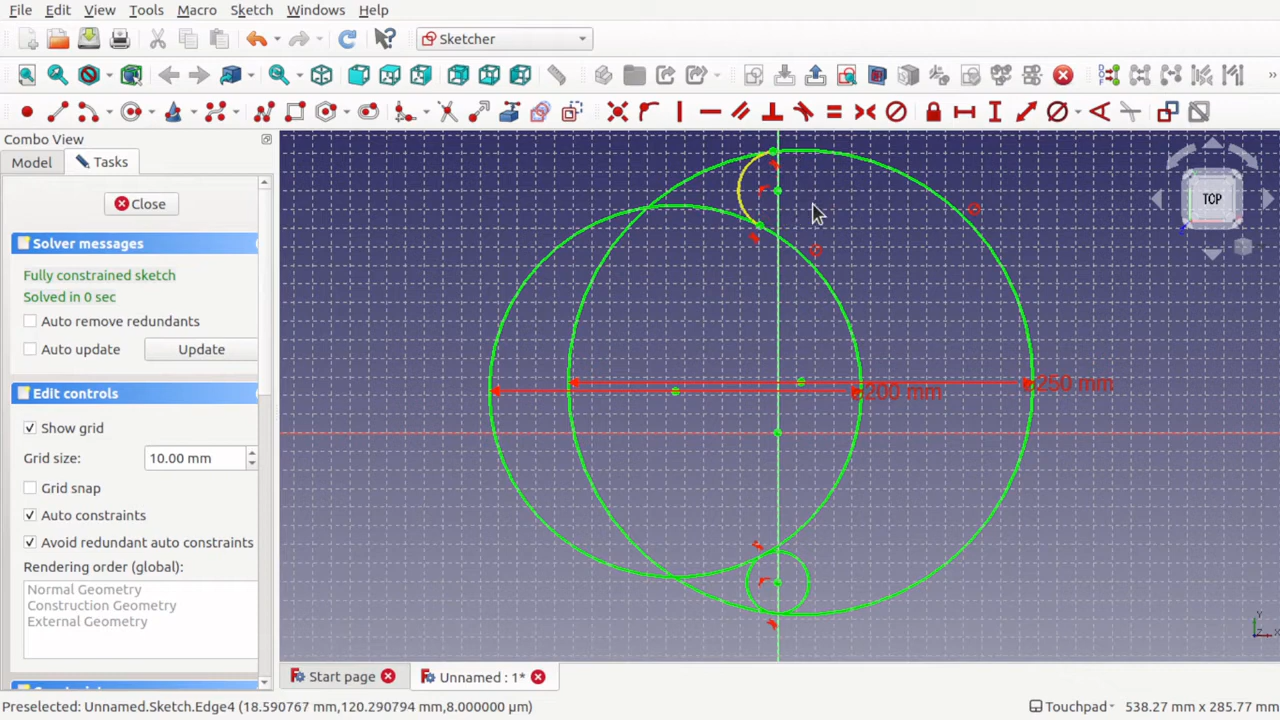 File Edit View Tools Macro Sketch Windows Help
Sketcher
Combo View
Model Tasks
Close
Solver messages
Fully constrained sketch
Solved in 0 sec
Auto remove redundants
Auto update Update
Edit controls
Show grid
Grid size: 10.00 mm
Grid snap
Auto constraints
Avoid redundant auto constraints
Rendering order (global):
Normal Geometry
Construction Geometry
External Geometry
TOP
250 mm
200 mm
Y
Z X
Start page Unnamed : 1*
Preselected: Unnamed.Sketch.Edge4 (18.590767 mm,120.290794 mm,8.000000 µm) Touchpad 538.27 mm x 285.77 mm